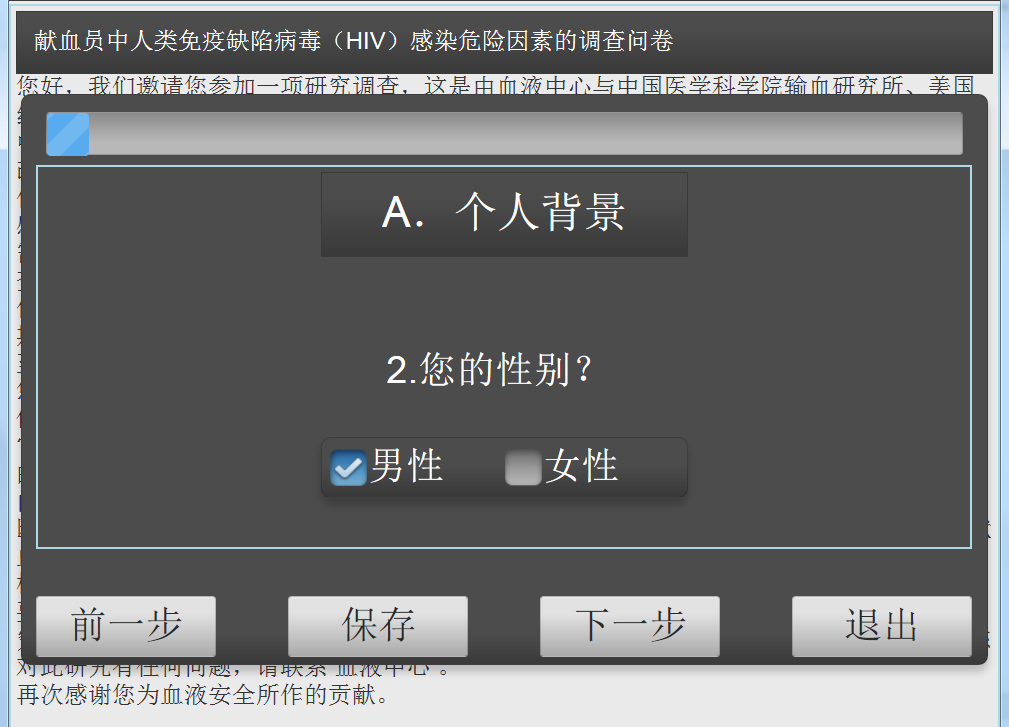 献血员中人类免疫缺陷病毒（HIV）感染危险因素的调查问卷
您好，我们邀请您参加一项研究调查，这是由血液中心与中国医学科学院输血研究所、美国
A. 个人背景
2.您的性别?
男性 女性
前一步 保存 下一步 退出
对此研究有任何问题，请联系 血液中心 。
再次感谢您为血液安全所作的贡献。